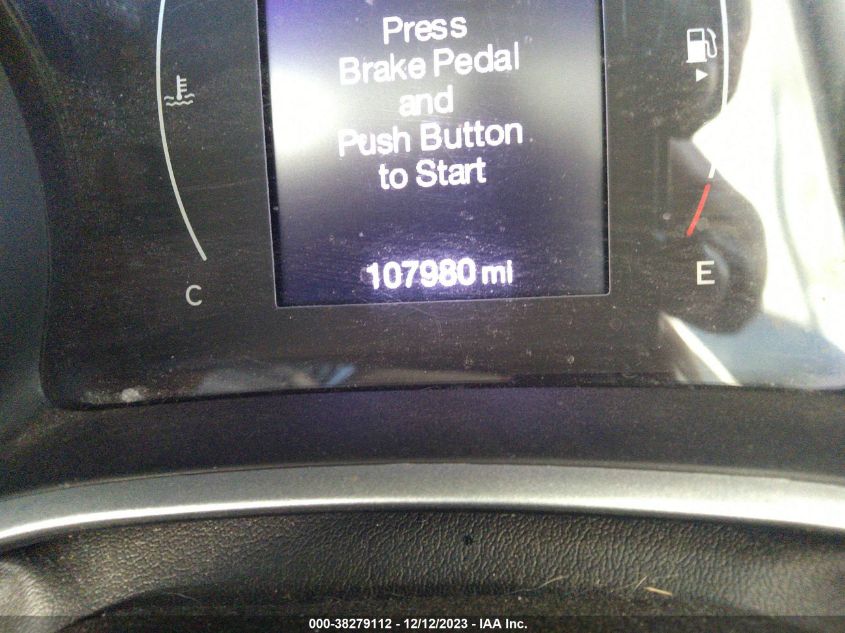 Press
Brake Pedal
and
Push Button
to Start
107980 mi
C
E
000-38279112 - 12/12/2023 - IAA Inc.